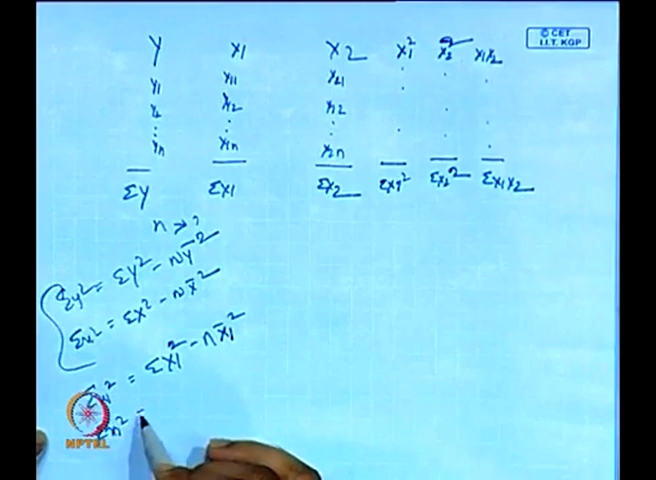 © CET
I.I.T. KGP
Y X1 X2 X1² X2² X1X2
Y1 X11 X21
Y2 X12 X22
Yn X1n X2n
ΣY ΣX1 ΣX2 ΣX1² ΣX2² ΣX1X2
n > ?
Σy² = ΣY² - nȲ²
Σx² = ΣX² - nX̄²
= ΣX1² - nX̄1²
NPTEL